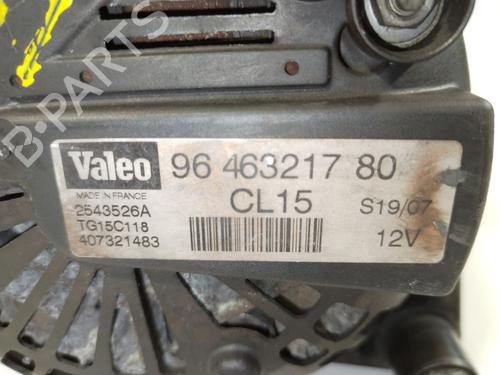 B-PARTS
Valeo 96 463217 80
MADE IN FRANCE
CL15
S19/07
2543526A
TG15C118
12V
407321483